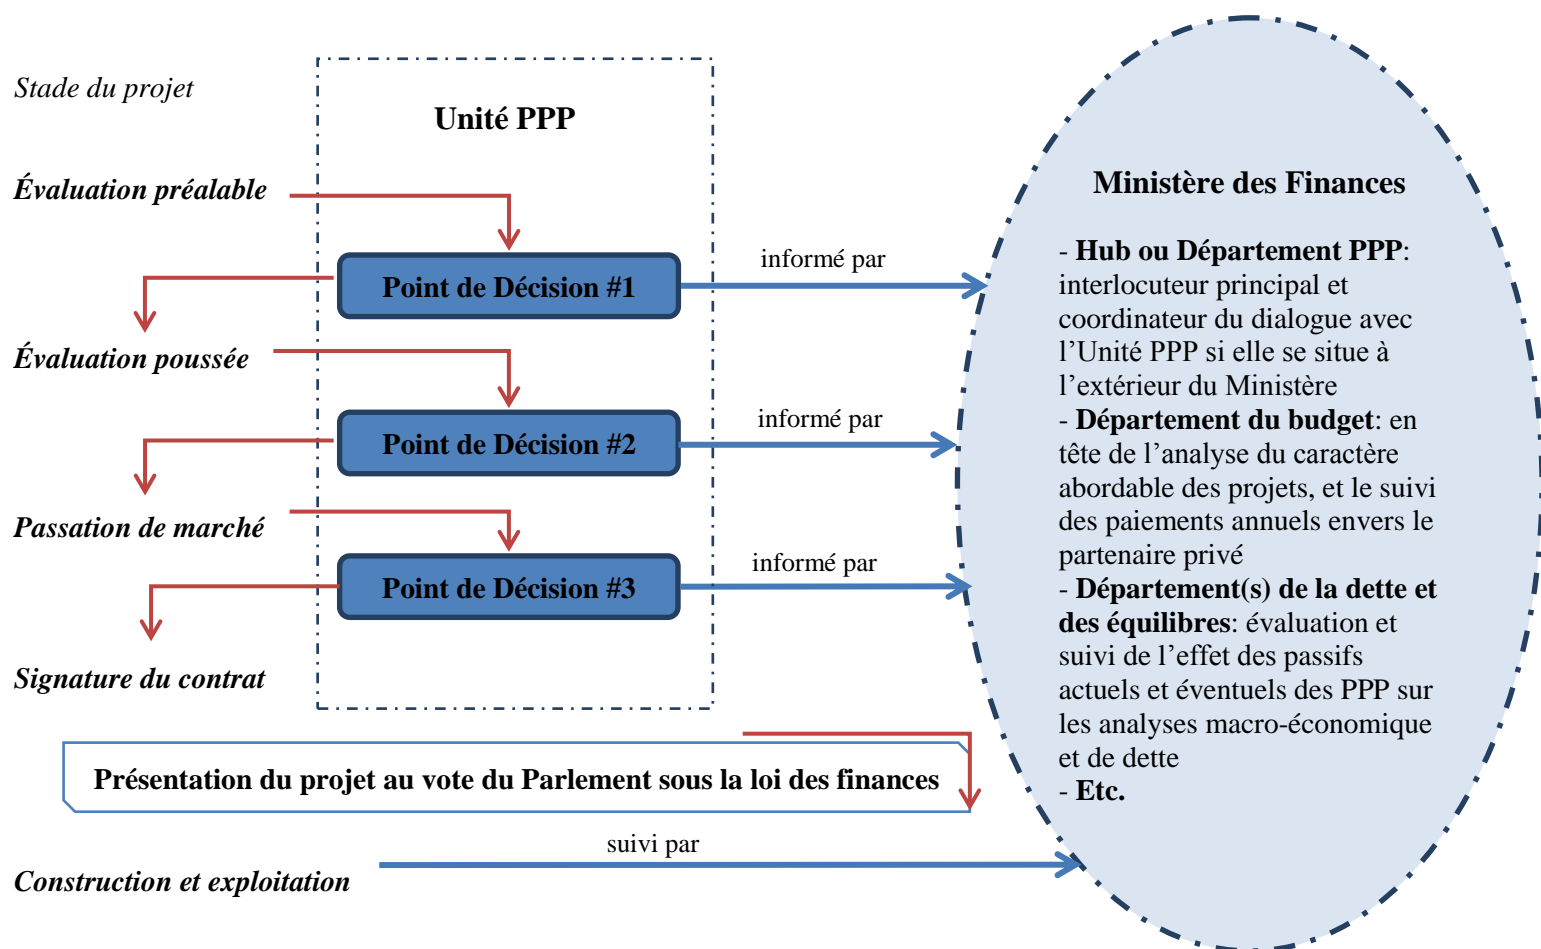 Stade du projet
Unité PPP
Évaluation préalable
Point de Décision #1
informé par
Évaluation poussée
Point de Décision #2
informé par
Passation de marché
Point de Décision #3
informé par
Signature du contrat
Présentation du projet au vote du Parlement sous la loi des finances
suivi par
Construction et exploitation
Ministère des Finances
- Hub ou Département PPP:
interlocuteur principal et
coordinateur du dialogue avec
l’Unité PPP si elle se situe à
l’extérieur du Ministère
- Département du budget: en
tête de l’analyse du caractère
abordable des projets, et le suivi
des paiements annuels envers le
partenaire privé
- Département(s) de la dette et
des équilibres: évaluation et
suivi de l’effet des passifs
actuels et éventuels des PPP sur
les analyses macro-économique
et de dette
- Etc.